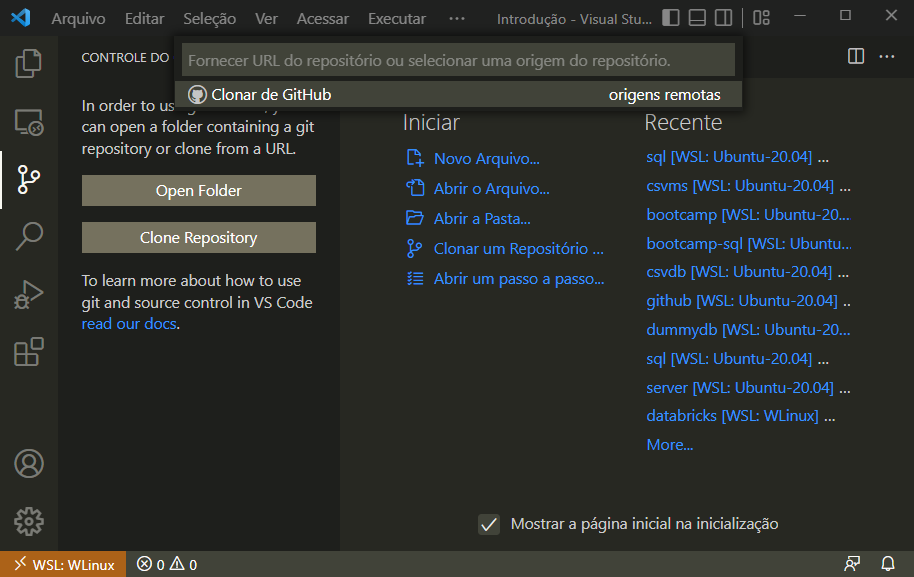 Arquivo Editar Seleção Ver Acessar Executar ··· Introdução - Visual Stu...
Fornecer URL do repositório ou selecionar uma origem do repositório.
Clonar de GitHub origens remotas
CONTROLE DO
In order to us
can open a folder containing a git
repository or clone from a URL.
Open Folder
Clone Repository
To learn more about how to use
git and source control in VS Code
read our docs.
Iniciar
Novo Arquivo...
Abrir o Arquivo...
Abrir a Pasta...
Clonar um Repositório ...
Abrir um passo a passo...
Recente
sql [WSL: Ubuntu-20.04] ...
csvms [WSL: Ubuntu-20.04] ...
bootcamp [WSL: Ubuntu-20...
bootcamp-sql [WSL: Ubuntu...
csvdb [WSL: Ubuntu-20.04] ...
github [WSL: Ubuntu-20.04] ..
dummydb [WSL: Ubuntu-20...
sql [WSL: Ubuntu-20.04] ...
server [WSL: Ubuntu-20.04] ...
databricks [WSL: WLinux] ...
More...
Mostrar a página inicial na inicialização
WSL: WLinux 0 0